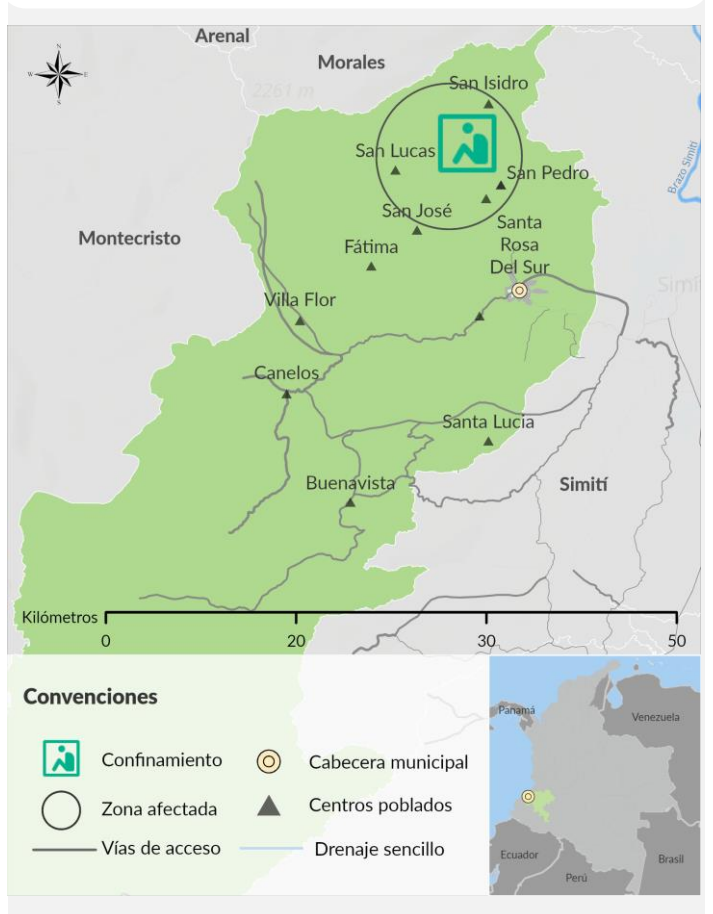 Arenal
Morales
N
W
E
S
2261 m
San Isidro
San Lucas
San Pedro
Brazo Simití
San José
Santa
Rosa
Del Sur
Montecristo
Fátima
Villa Flor
Canelos
Santa Lucia
Buenavista
Simití
Kilómetros
0 20 30 50
Convenciones
Confinamiento
Cabecera municipal
Zona afectada
Centros poblados
Vías de acceso
Drenaje sencillo
Panamá
Venezuela
Ecuador
Perú
Brasil